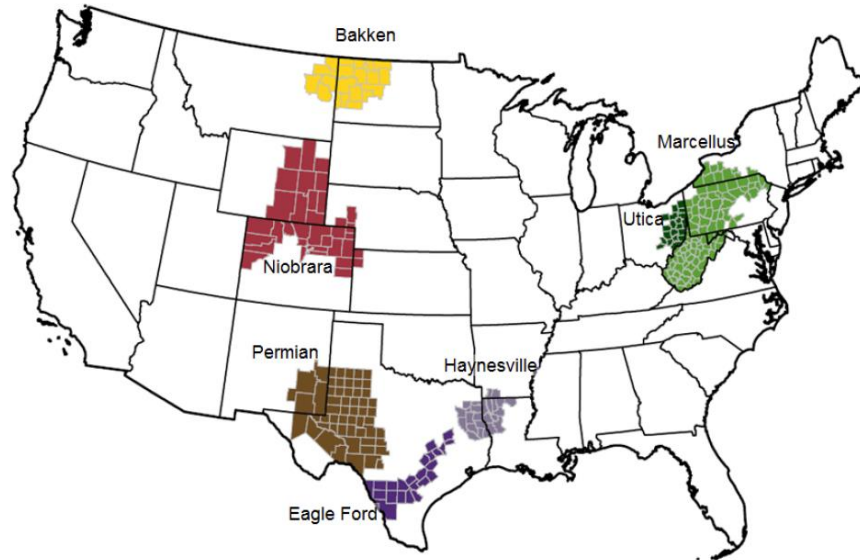 Bakken
Marcellus
Utica
Niobrara
Permian
Haynesville
Eagle Ford